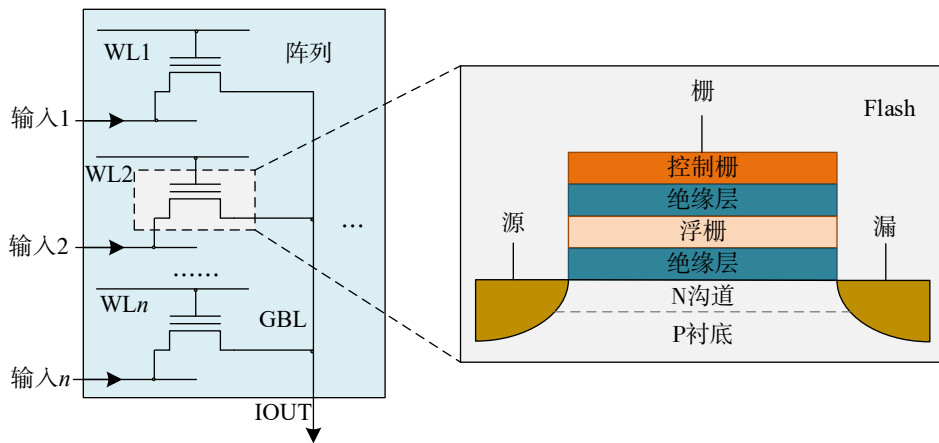 WL1
阵列
输入1
WL2
输入2
……
…
WLn
GBL
输入n
IOUT
栅
Flash
控制栅
绝缘层
浮栅
绝缘层
源
漏
N沟道
P衬底